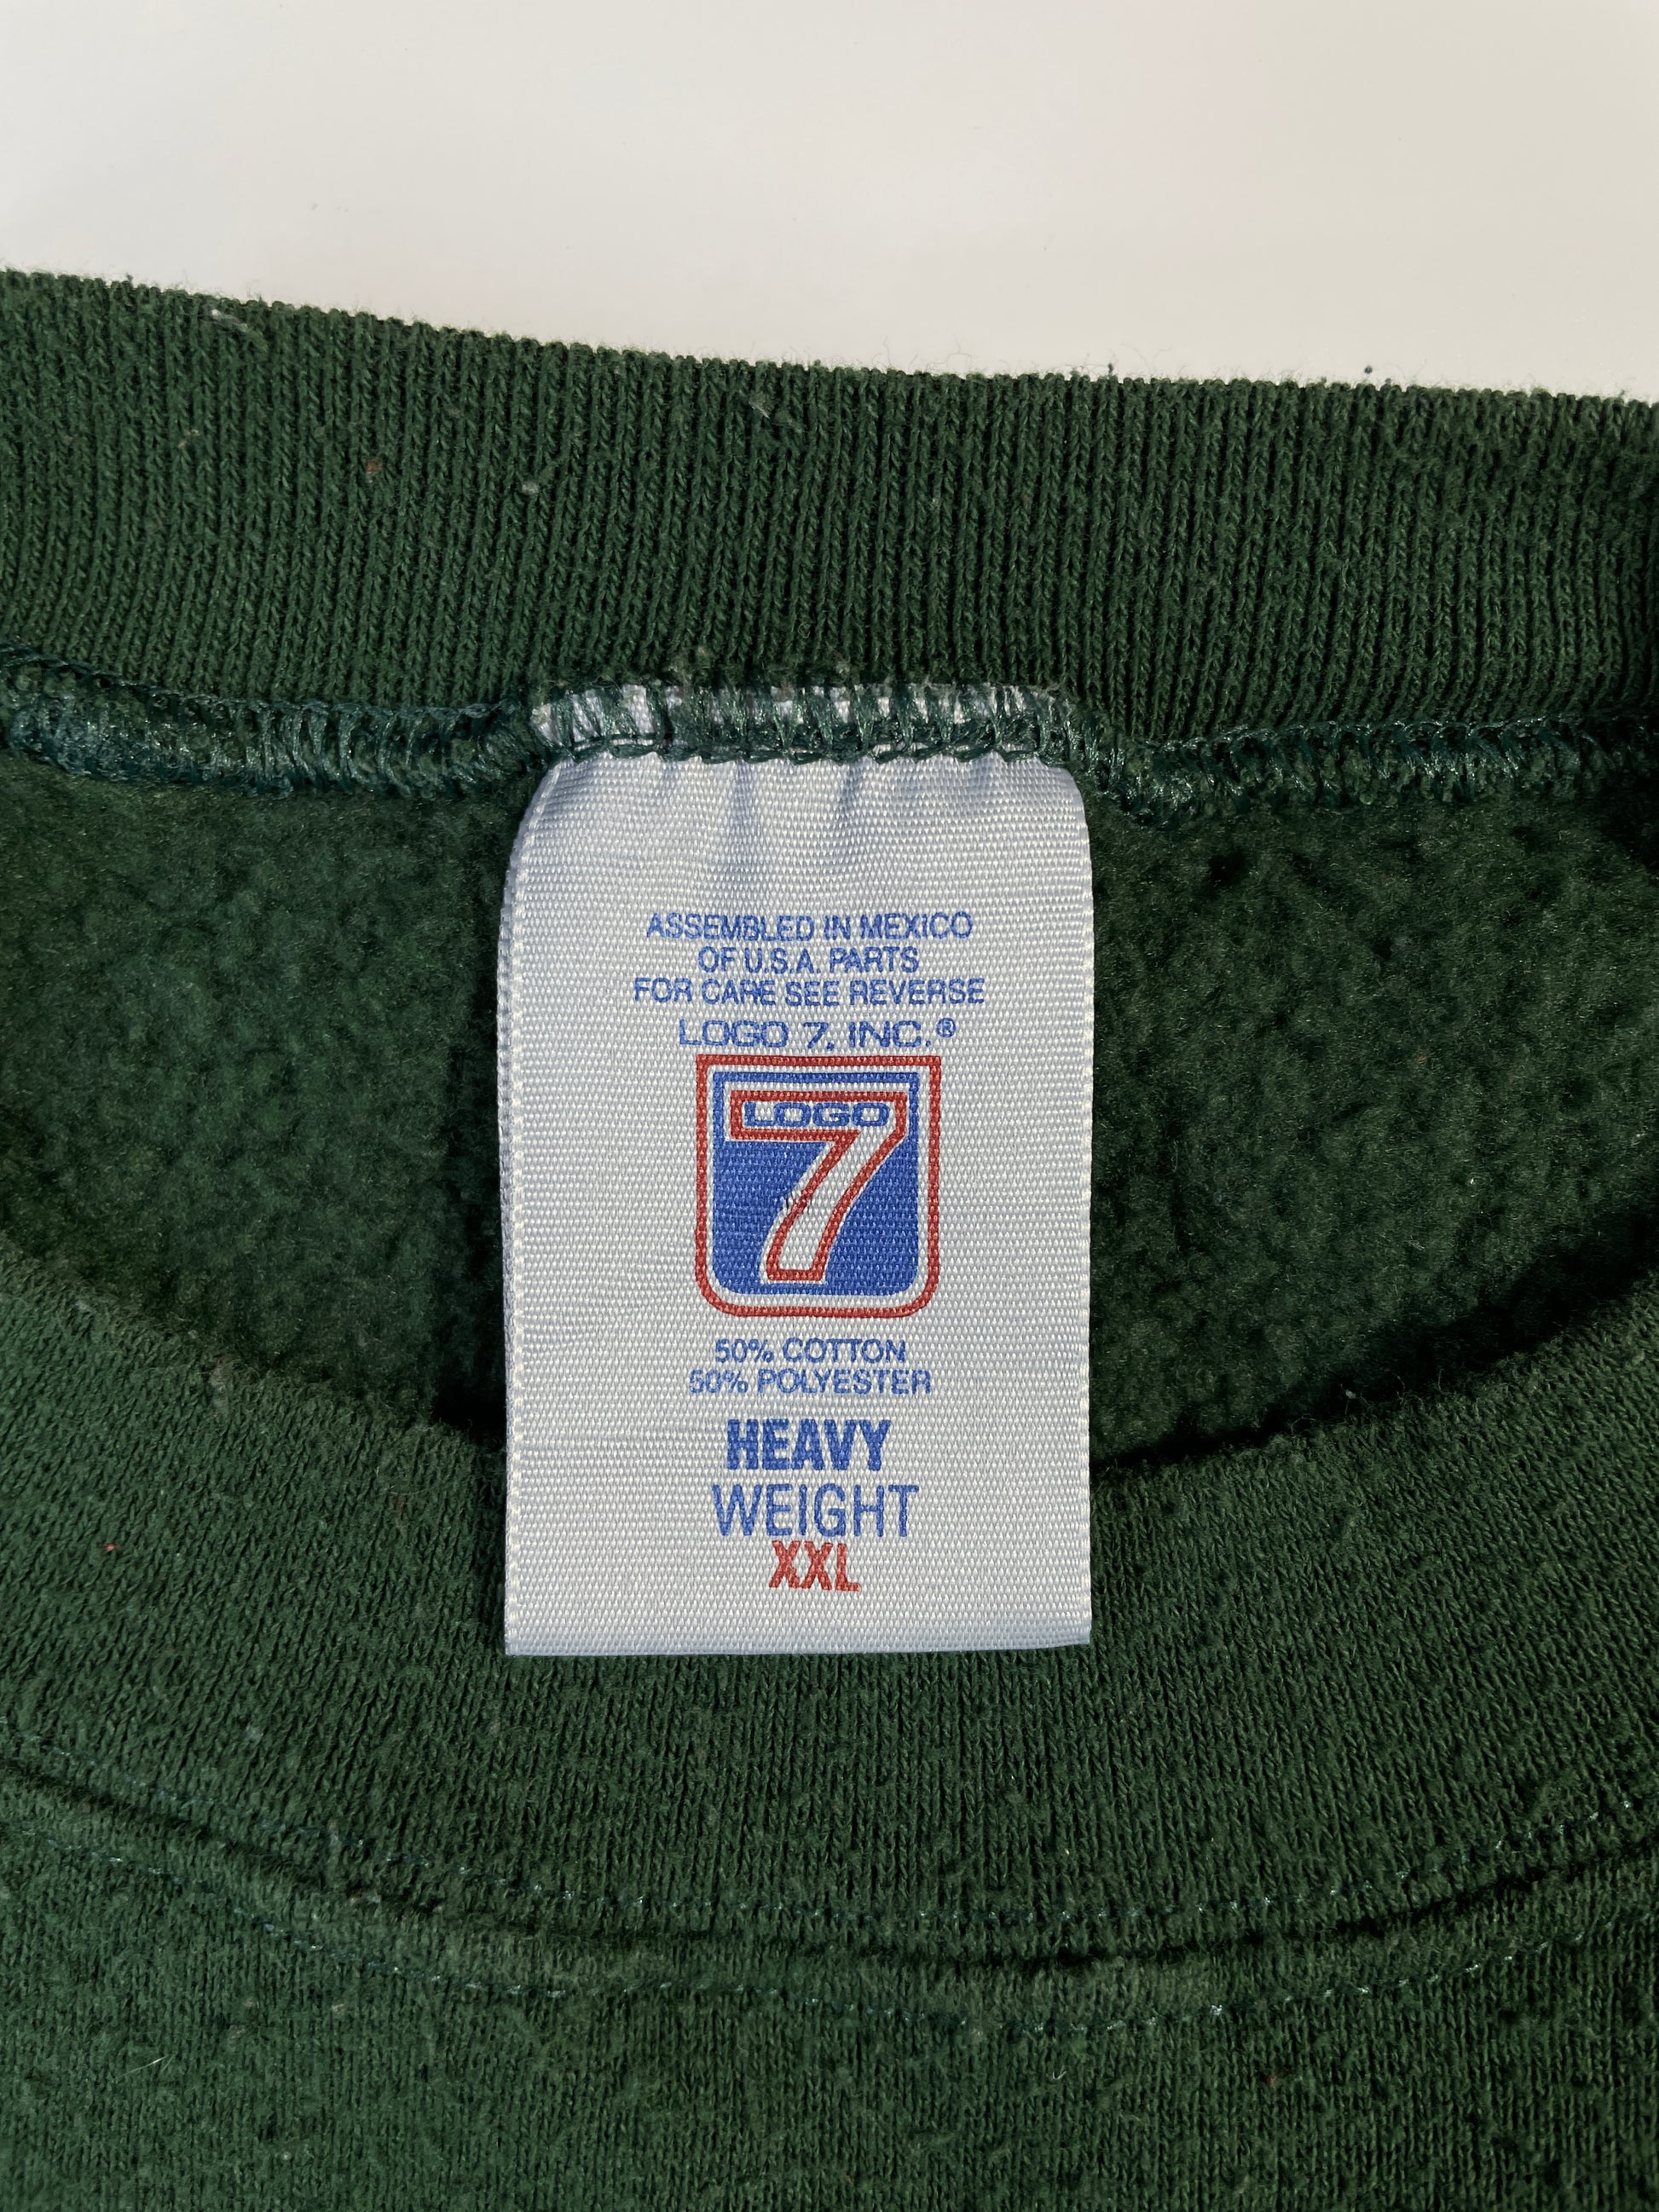 ASSEMBLED IN MEXICO
OF U.S.A. PARTS
FOR CARE SEE REVERSE
LOGO 7, INC.®
LOGO
7
50% COTTON
50% POLYESTER
HEAVY
WEIGHT
XXL